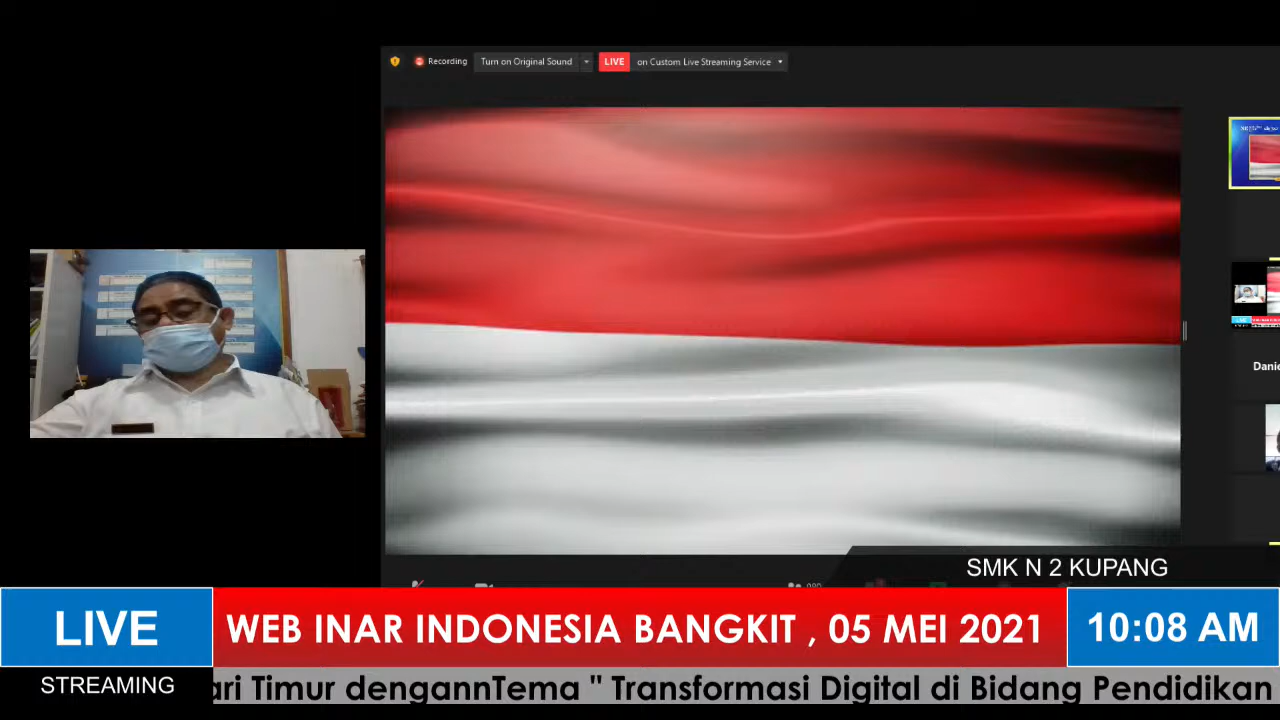 Recording Turn on Original Sound LIVE on Custom Live Streaming Service
SMK N 2 KUPANG
LIVE
WEB INAR INDONESIA BANGKIT , 05 MEI 2021
10:08 AM
STREAMING
ari Timur dengannTema " Transformasi Digital di Bidang Pendidikan